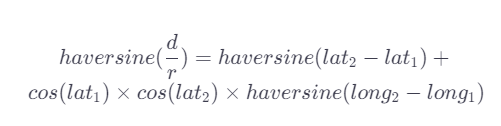 haversine(d/r) = haversine(lat₂ − lat₁) +
cos(lat₁) × cos(lat₂) × haversine(long₂ − long₁)